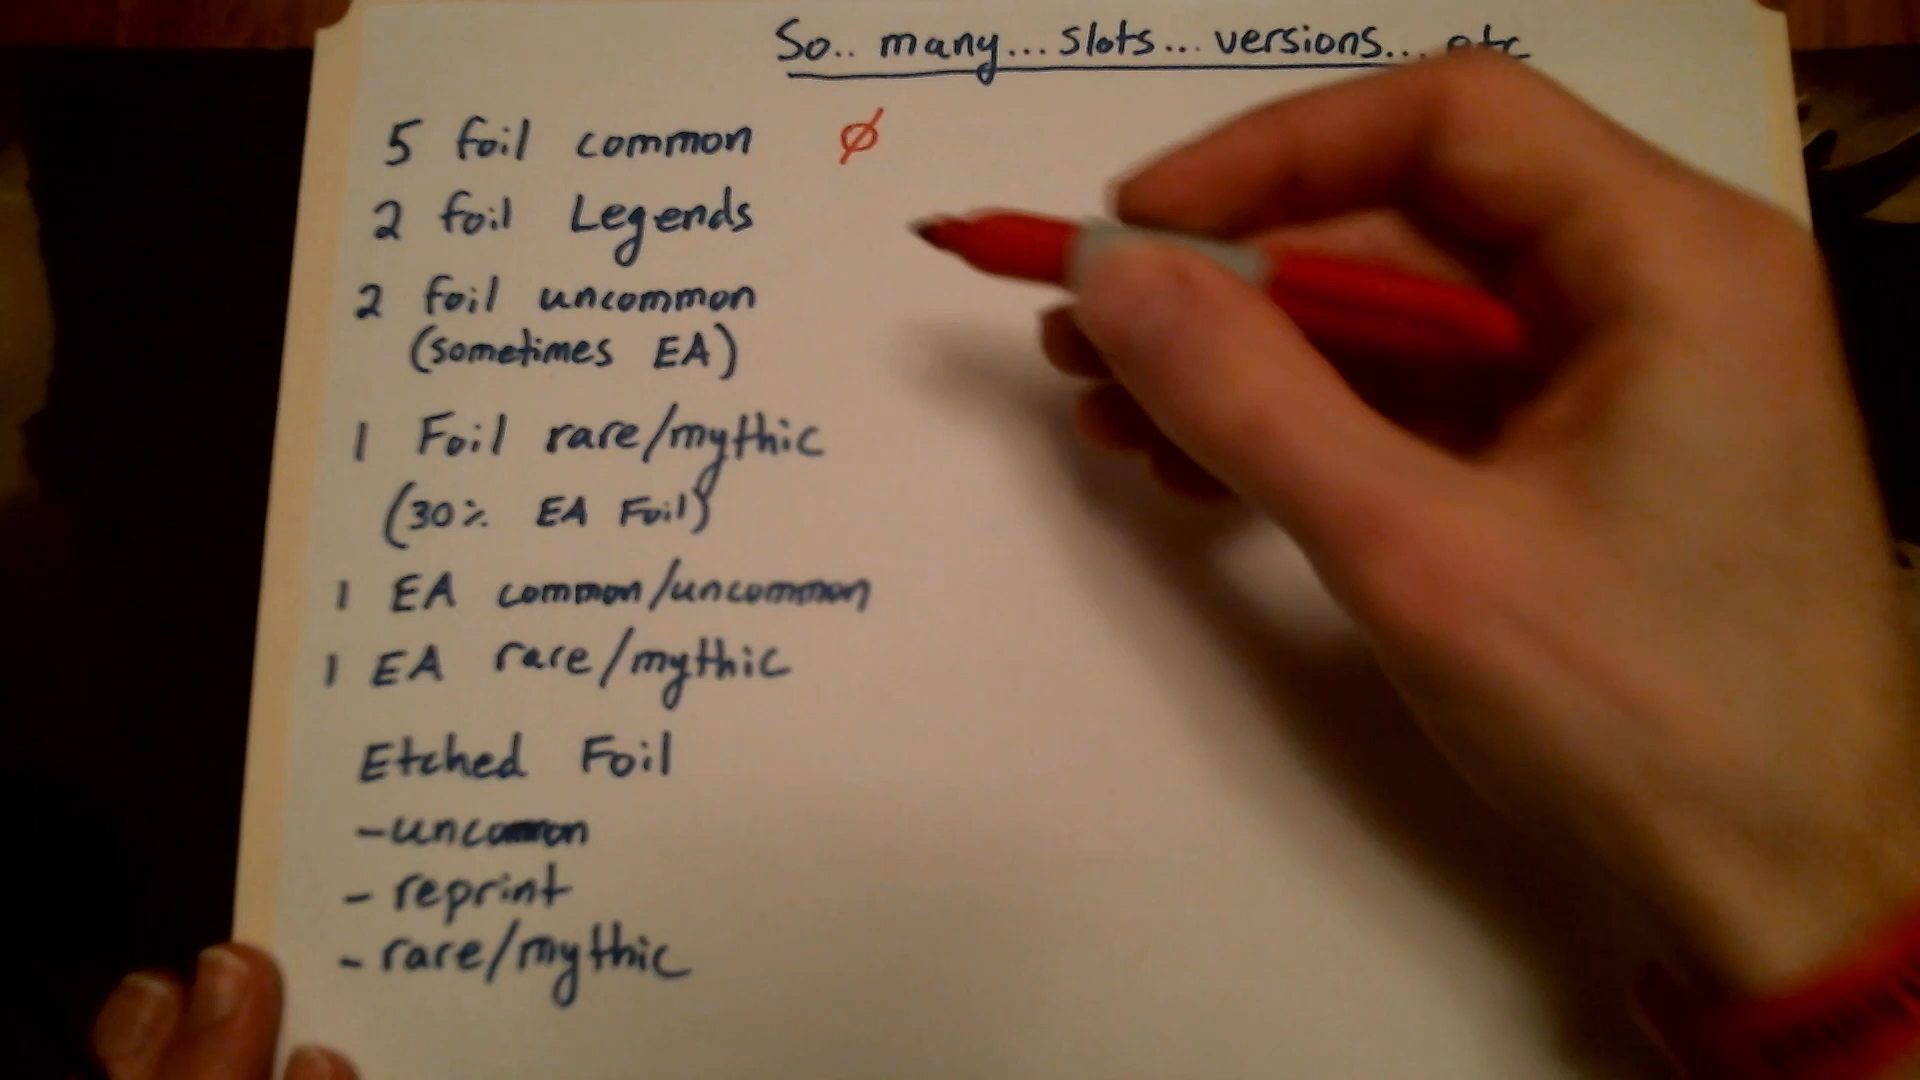 So.. many... slots... versions... etc
5 foil common ∅
2 foil Legends
2 foil uncommon
(sometimes EA)
1 Foil rare/mythic
(30% EA Foil)
1 EA common/uncommon
1 EA rare/mythic
Etched Foil
-uncommon
- reprint
- rare/mythic